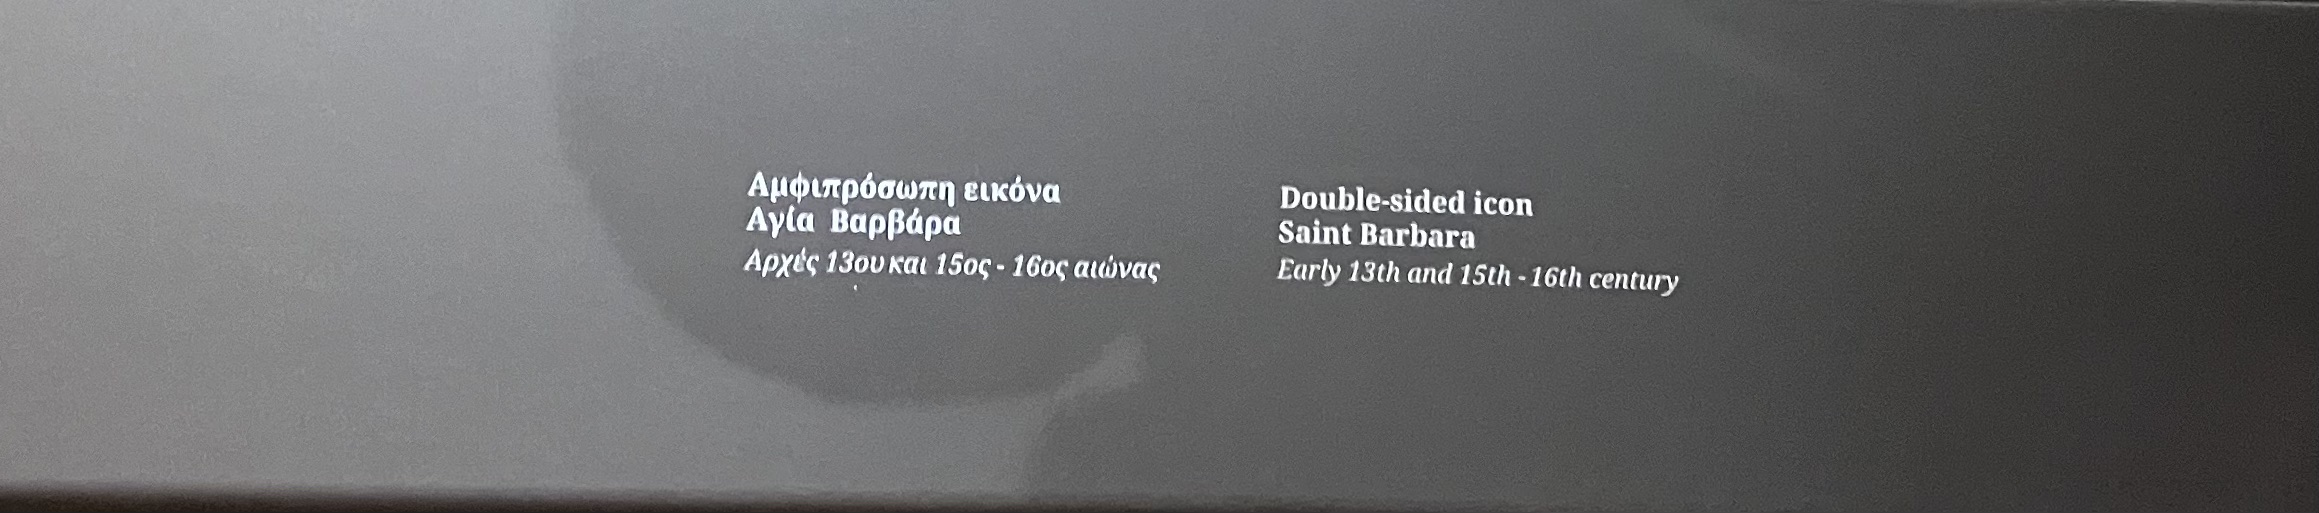 Αμφιπρόσωπη εικόνα
Αγία Βαρβάρα
Αρχές 13ου και 15ος - 16ος αιώνας
Double-sided icon
Saint Barbara
Early 13th and 15th - 16th century